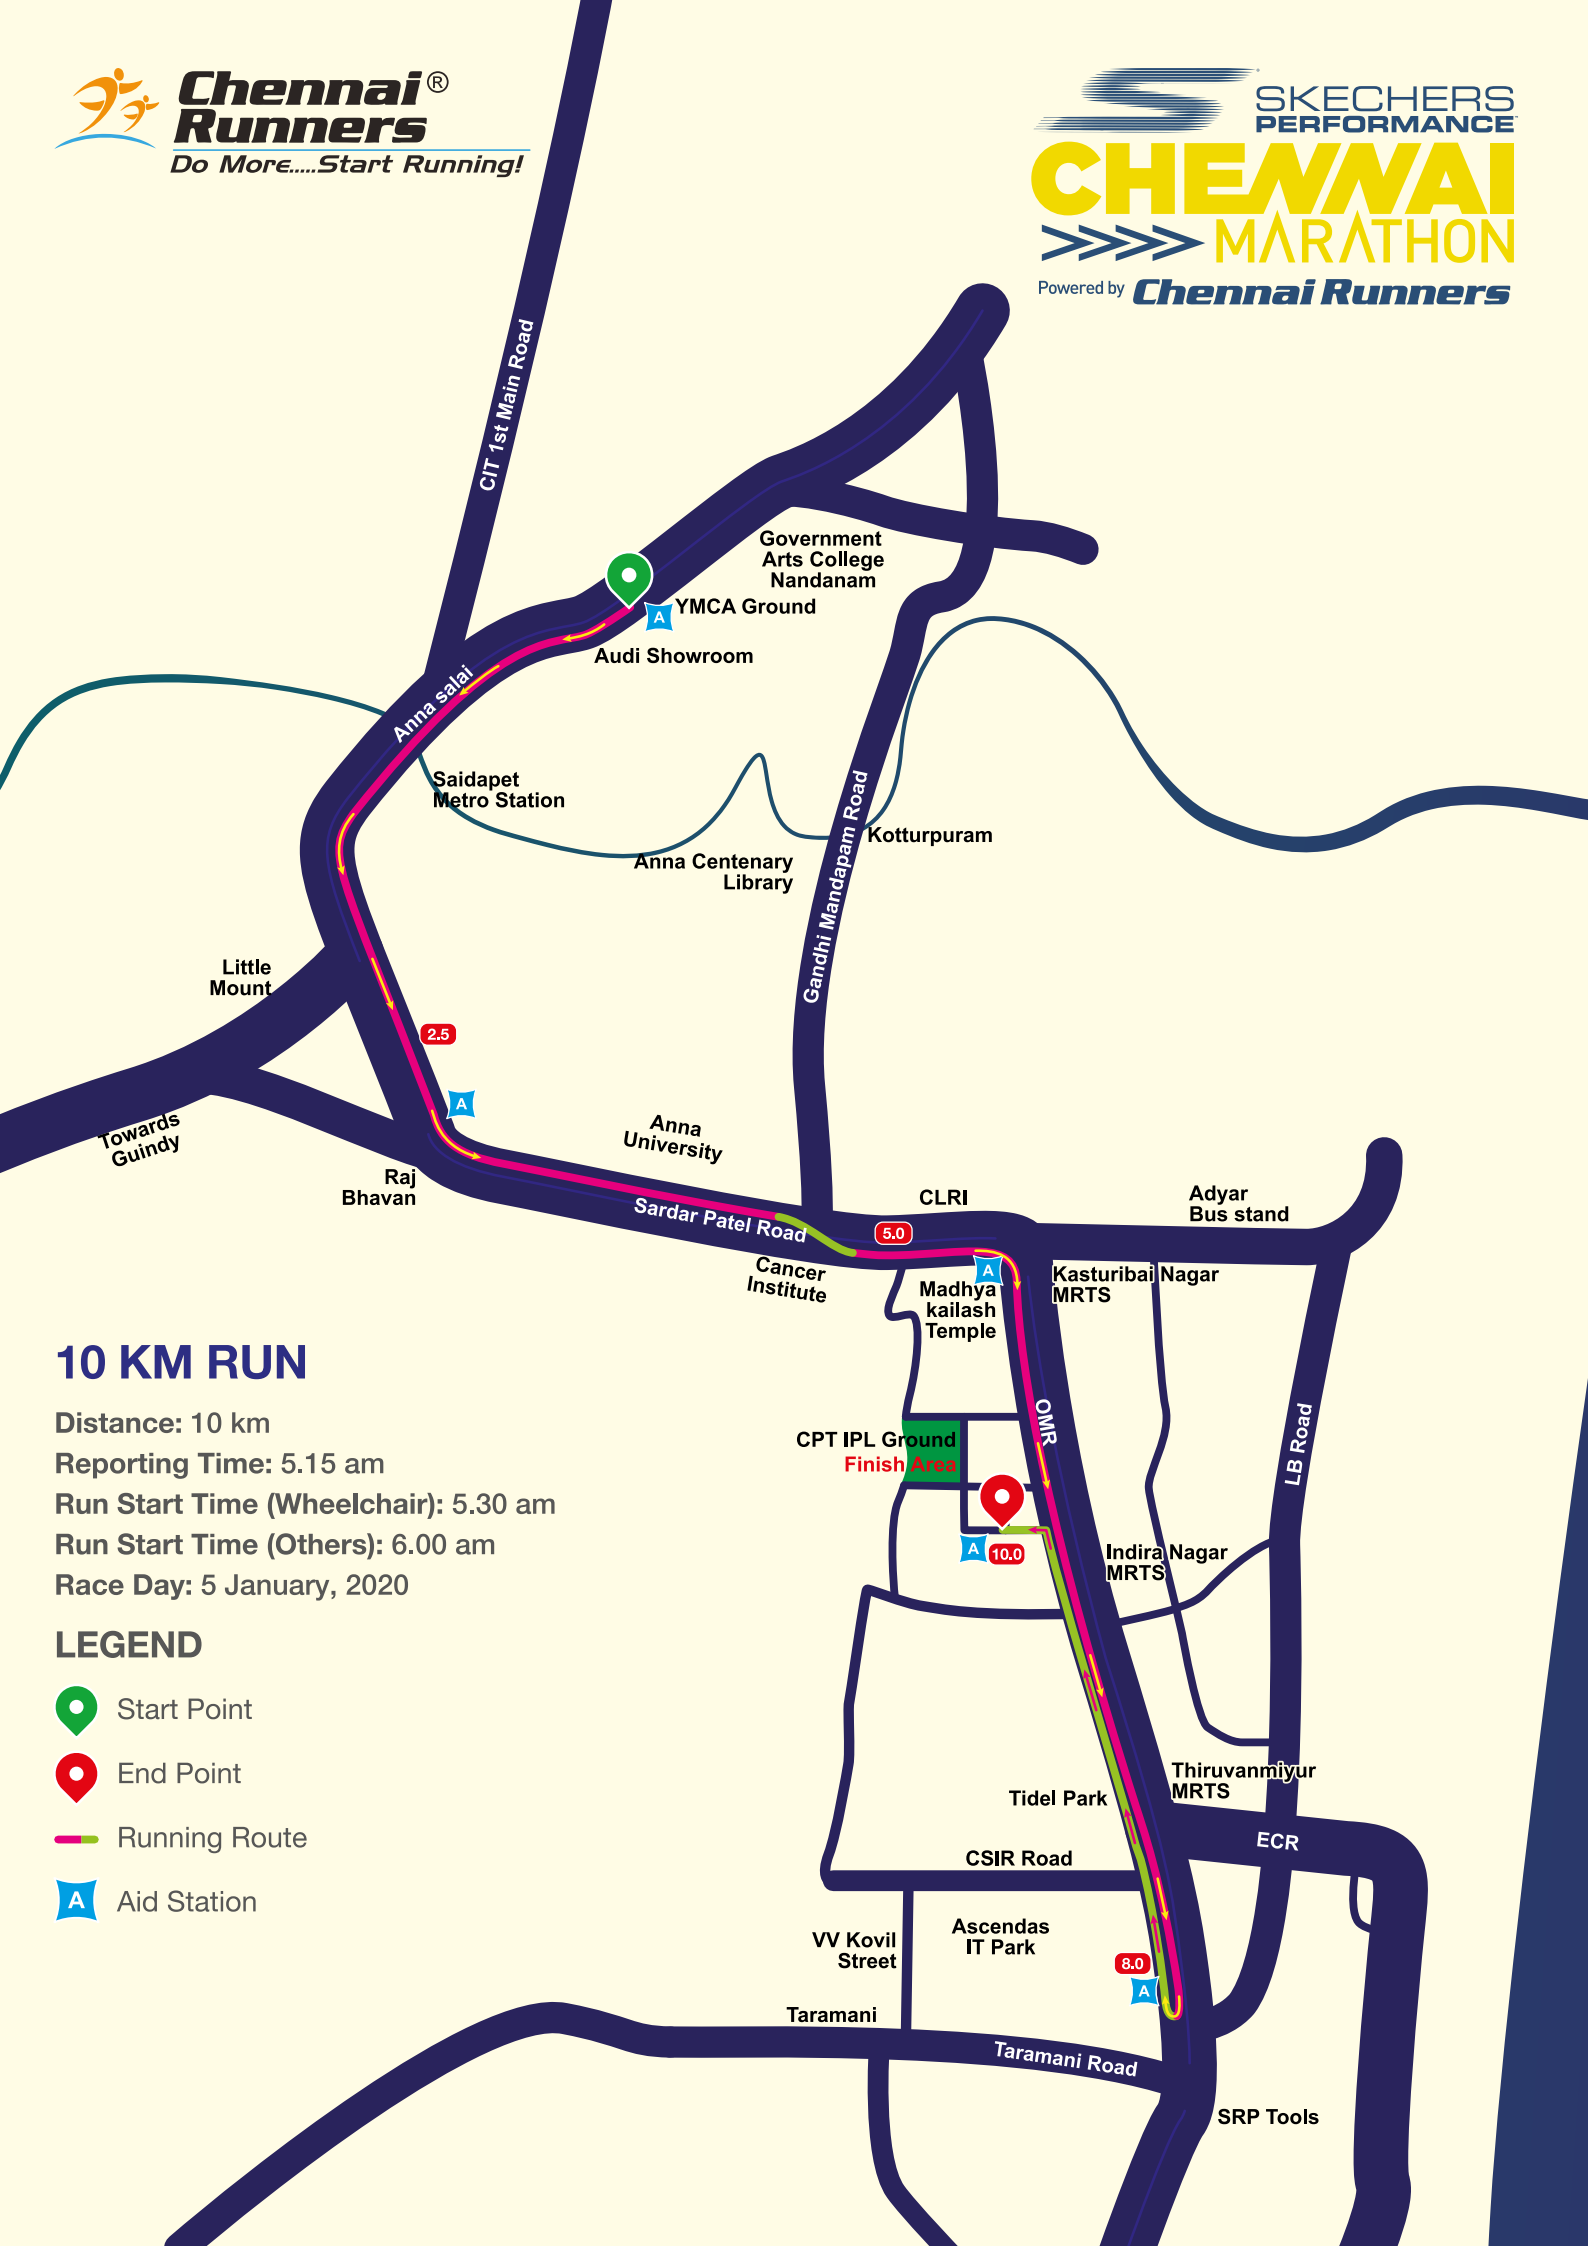 Chennai®
Runners
Do More.....Start Running!
SKECHERS
PERFORMANCE
CHENNAI
MARATHON
Powered by Chennai Runners
CIT 1st Main Road
Government
Arts College
Nandanam
A
YMCA Ground
Audi Showroom
Anna salai
Saidapet
Metro Station
Gandhi Mandapam Road
Kotturpuram
Anna Centenary
Library
Little
Mount
2.5
A
Towards
Guindy
Anna
University
Raj
Bhavan
Sardar Patel Road
CLRI
5.0
Adyar
Bus stand
Cancer
Institute
A
Madhya
kailash
Temple
Kasturibai Nagar
MRTS
10 KM RUN
Distance: 10 km
Reporting Time: 5.15 am
Run Start Time (Wheelchair): 5.30 am
Run Start Time (Others): 6.00 am
Race Day: 5 January, 2020
OMR
LB Road
CPT IPL Ground
Finish Area
A
10.0
Indira Nagar
MRTS
LEGEND
Start Point
End Point
Running Route
A
Aid Station
Thiruvanmiyur
MRTS
Tidel Park
ECR
CSIR Road
VV Kovil
Street
Ascendas
IT Park
8.0
A
Taramani
Taramani Road
SRP Tools